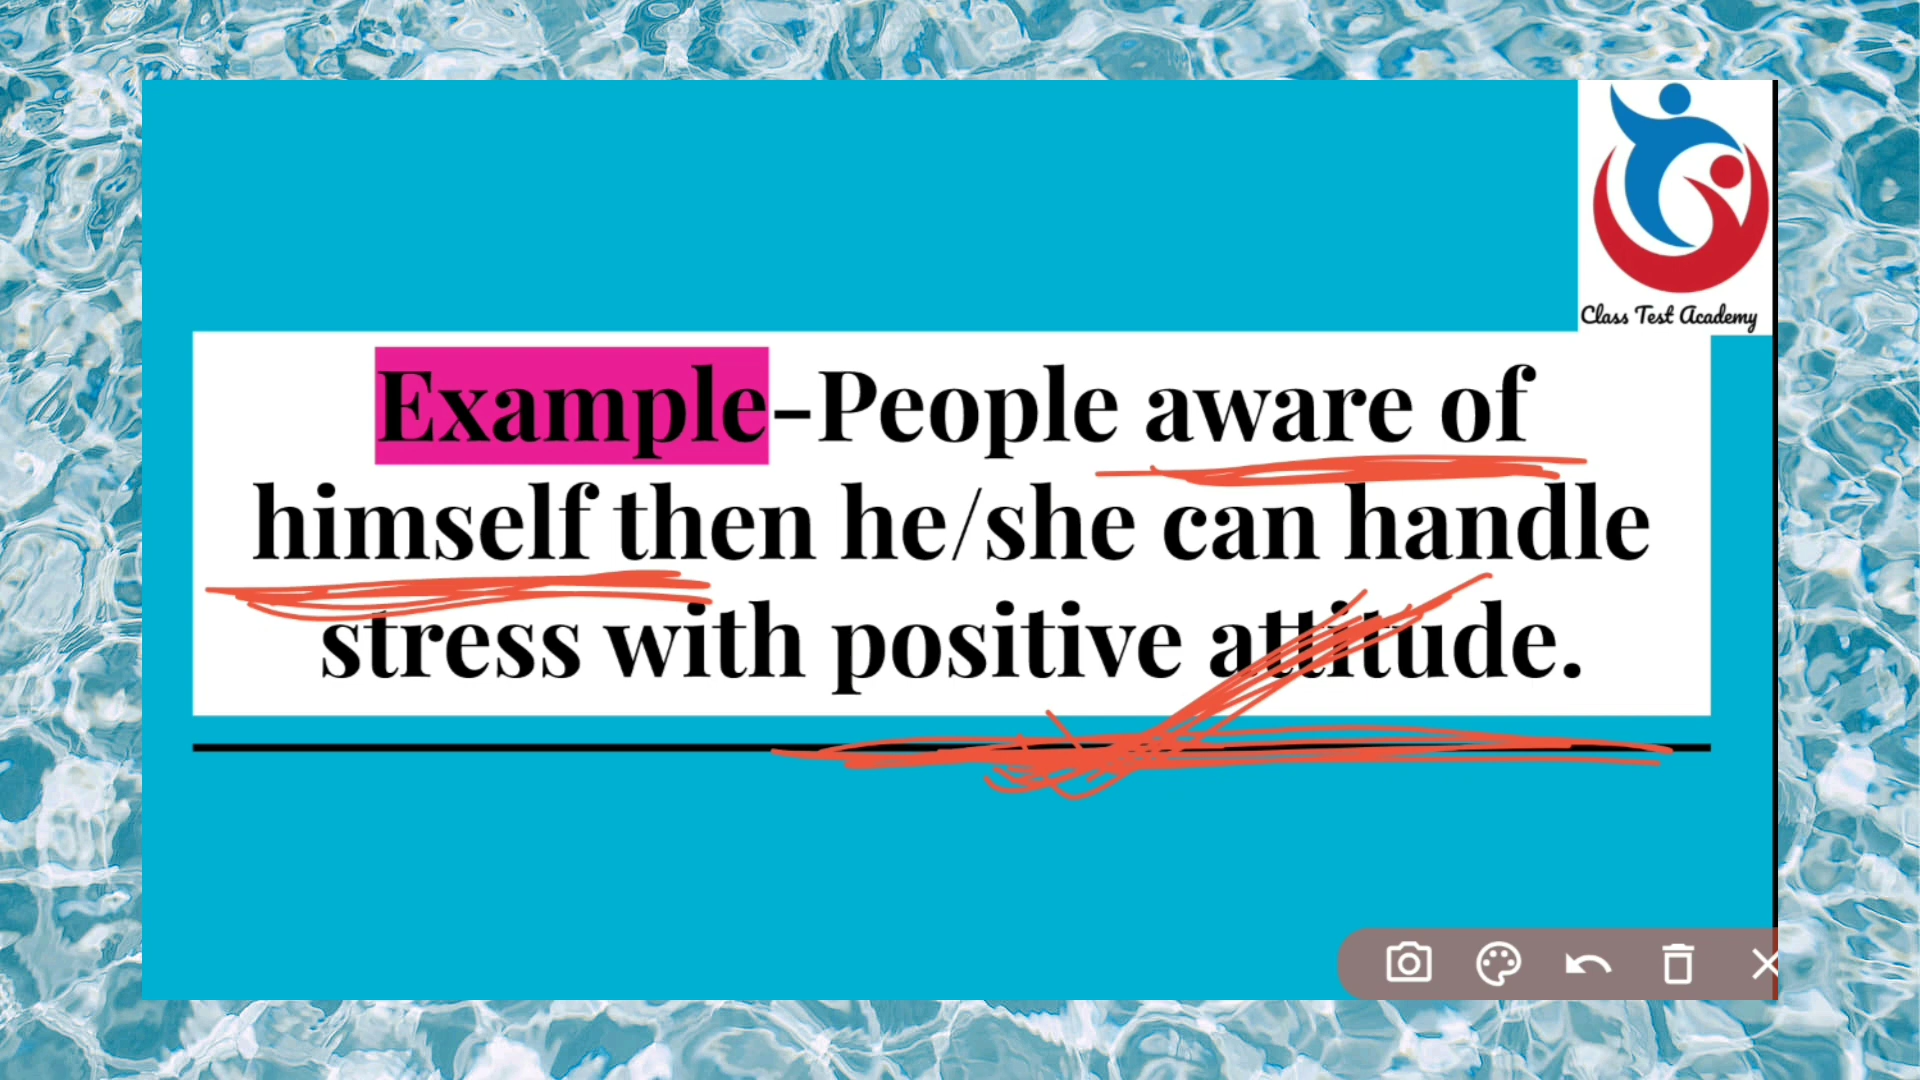 Class Test Academy
Example-People aware of
himself then he/she can handle
stress with positive attitude.